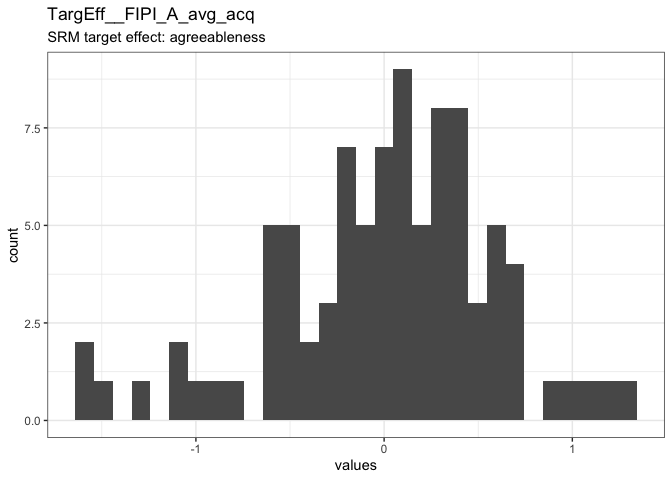 TargEff__FIPI_A_avg_acq
SRM target effect: agreeableness
7.5
5.0
2.5
0.0
count
-1
0
1
values